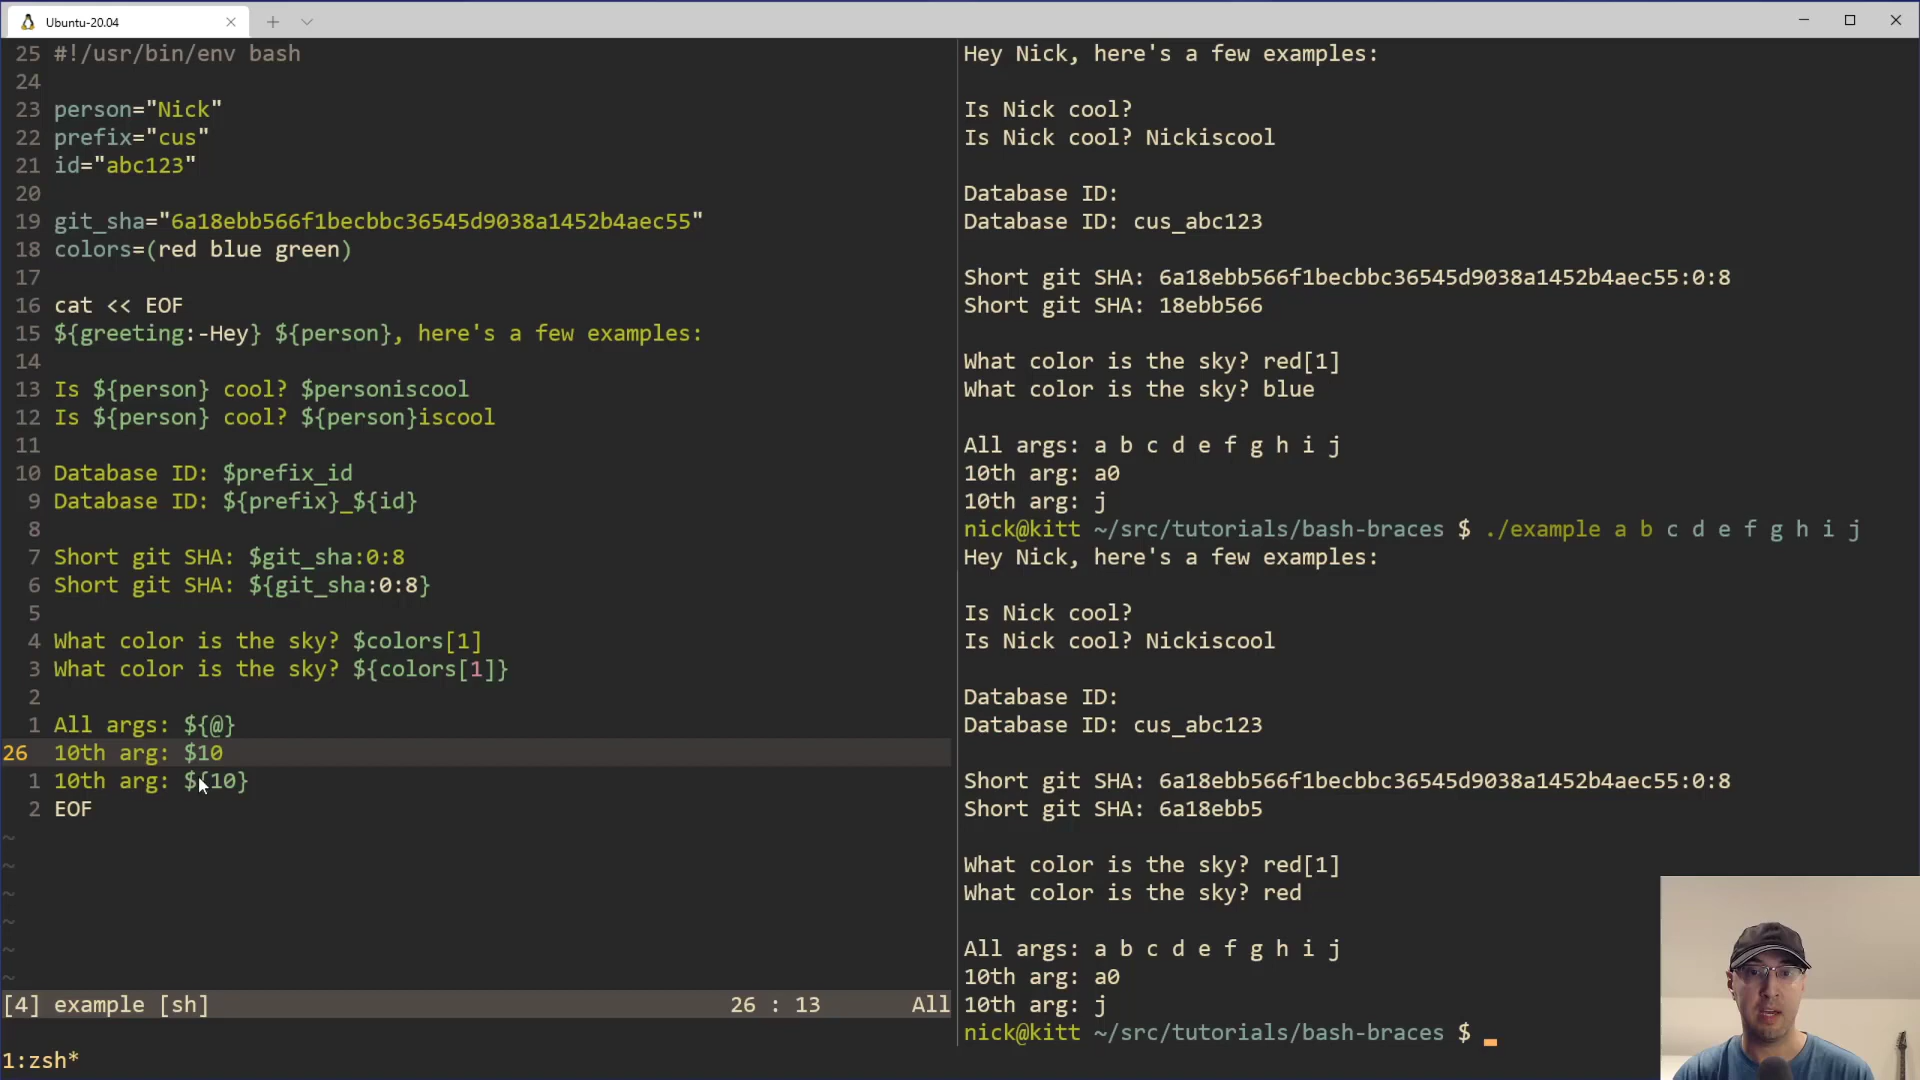 Ubuntu-20.04
25 #!/usr/bin/env bash
24
23 person="Nick"
22 prefix="cus"
21 id="abc123"
20
19 git_sha="6a18ebb566f1becbbc36545d9038a1452b4aec55"
18 colors=(red blue green)
17
16 cat << EOF
15 ${greeting:-Hey} ${person}, here's a few examples:
14
13 Is ${person} cool? $personiscool
12 Is ${person} cool? ${person}iscool
11
10 Database ID: $prefix_id
9 Database ID: ${prefix}_${id}
8
7 Short git SHA: $git_sha:0:8
6 Short git SHA: ${git_sha:0:8}
5
4 What color is the sky? $colors[1]
3 What color is the sky? ${colors[1]}
2
1 All args: ${@}
26 10th arg: $10
1 10th arg: ${10}
2 EOF
~
~
~
~
~
~
[4] example [sh] 26 : 13 All
1:zsh*
Hey Nick, here's a few examples:
Is Nick cool?
Is Nick cool? Nickiscool
Database ID:
Database ID: cus_abc123
Short git SHA: 6a18ebb566f1becbbc36545d9038a1452b4aec55:0:8
Short git SHA: 18ebb566
What color is the sky? red[1]
What color is the sky? blue
All args: a b c d e f g h i j
10th arg: a0
10th arg: j
nick@kitt ~/src/tutorials/bash-braces $ ./example a b c d e f g h i j
Hey Nick, here's a few examples:
Is Nick cool?
Is Nick cool? Nickiscool
Database ID:
Database ID: cus_abc123
Short git SHA: 6a18ebb566f1becbbc36545d9038a1452b4aec55:0:8
Short git SHA: 6a18ebb5
What color is the sky? red[1]
What color is the sky? red
All args: a b c d e f g h i j
10th arg: a0
10th arg: j
nick@kitt ~/src/tutorials/bash-braces $